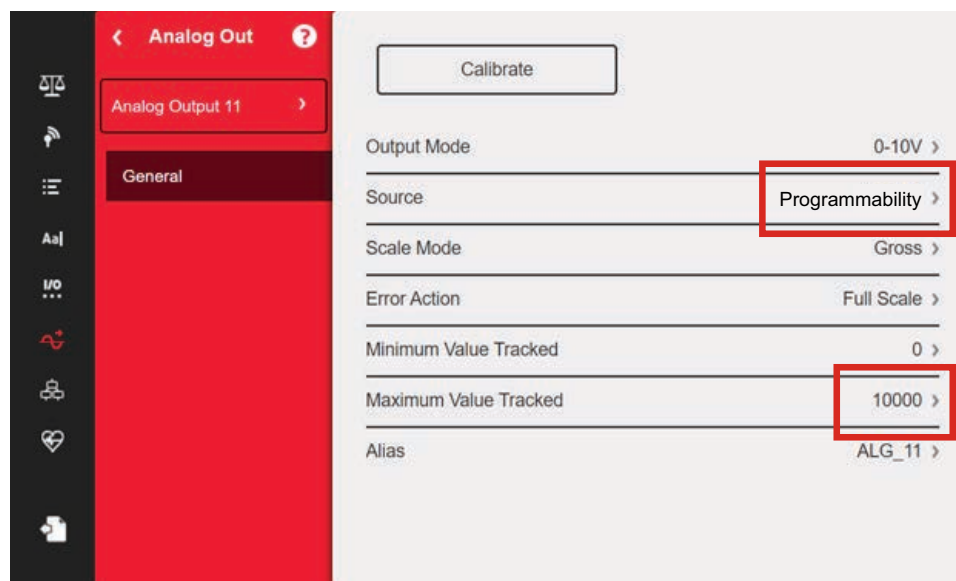 Analog Out ?
Calibrate
Analog Output 11
Output Mode 0-10V
General
Source Programmability
Scale Mode Gross
Aa
I/O
Error Action Full Scale
Minimum Value Tracked 0
Maximum Value Tracked 10000
Alias ALG_11